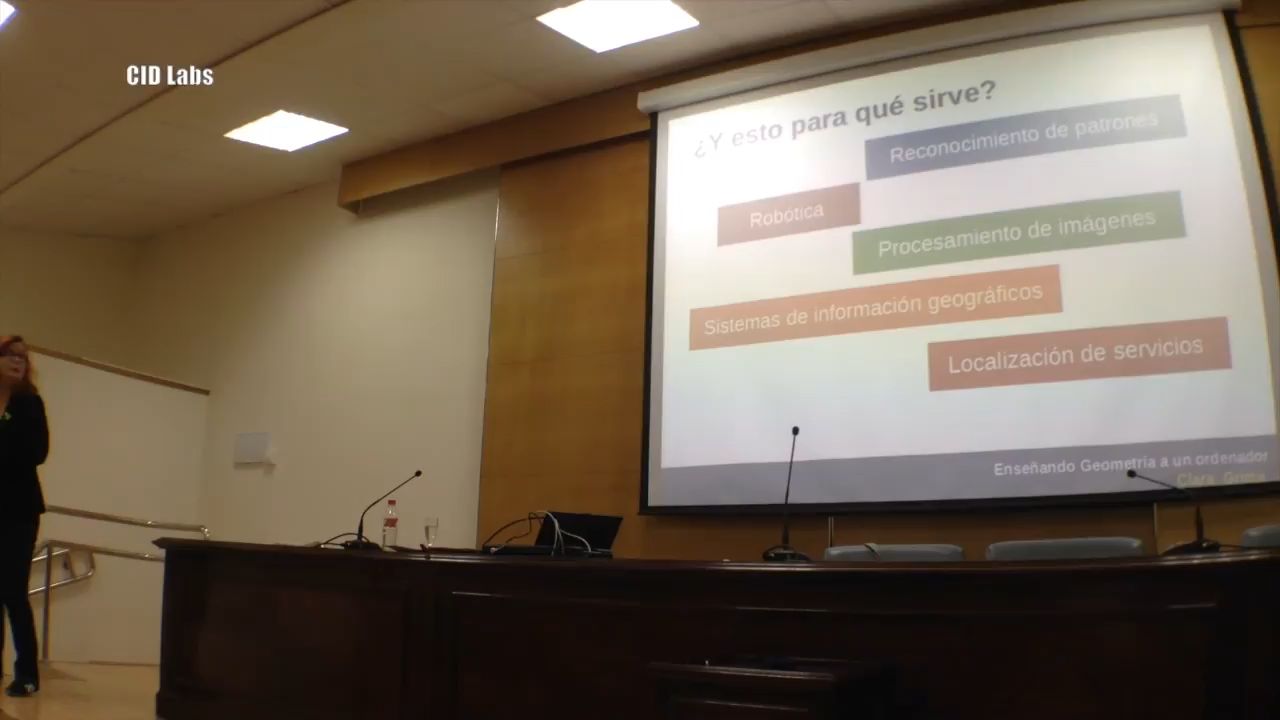 CID Labs
¿Y esto para qué sirve?
Reconocimiento de patrones
Robótica
Procesamiento de imágenes
Sistemas de información geográficos
Localización de servicios
Enseñando Geometría a un ordenador
Clara